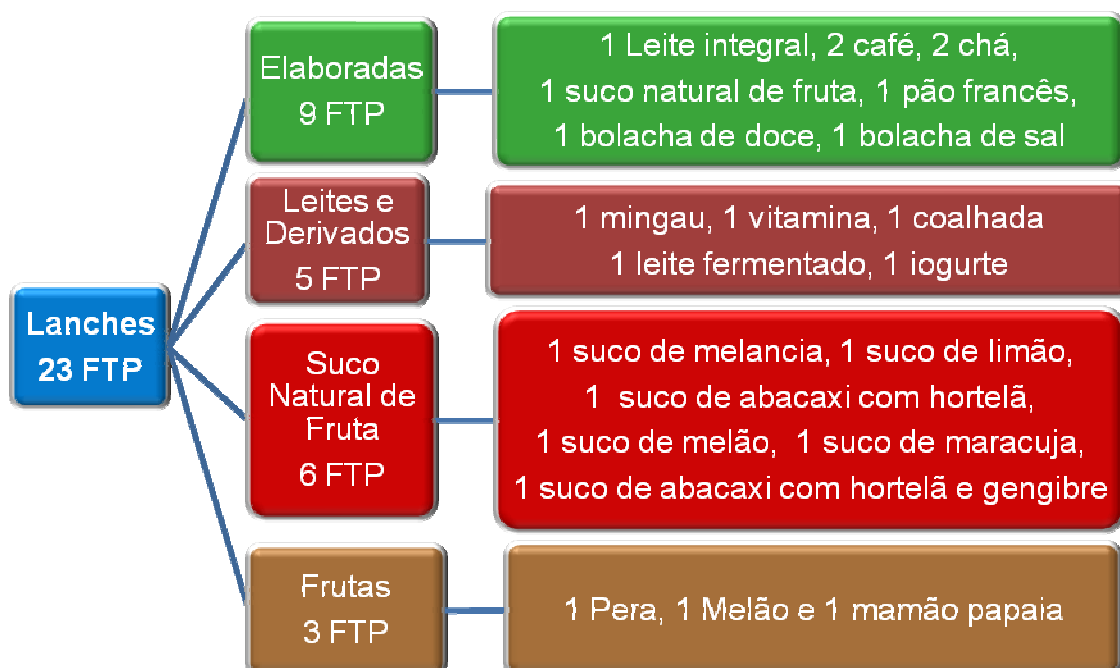 Lanches
23 FTP
Elaboradas
9 FTP
1 Leite integral, 2 café, 2 chá,
1 suco natural de fruta, 1 pão francês,
1 bolacha de doce, 1 bolacha de sal
Leites e
Derivados
5 FTP
1 mingau, 1 vitamina, 1 coalhada
1 leite fermentado, 1 iogurte
Suco
Natural de
Fruta
6 FTP
1 suco de melancia, 1 suco de limão,
1 suco de abacaxi com hortelã,
1 suco de melão, 1 suco de maracuja,
1 suco de abacaxi com hortelã e gengibre
Frutas
3 FTP
1 Pera, 1 Melão e 1 mamão papaia